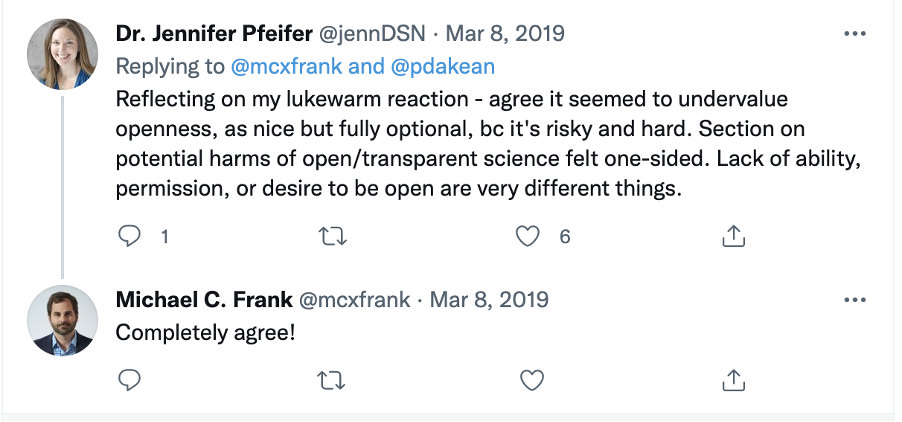 Dr. Jennifer Pfeifer @jennDSN · Mar 8, 2019
Replying to @mcxfrank and @pdakean
Reflecting on my lukewarm reaction - agree it seemed to undervalue
openness, as nice but fully optional, bc it's risky and hard. Section on
potential harms of open/transparent science felt one-sided. Lack of ability,
permission, or desire to be open are very different things.
1 6
Michael C. Frank @mcxfrank · Mar 8, 2019
Completely agree!